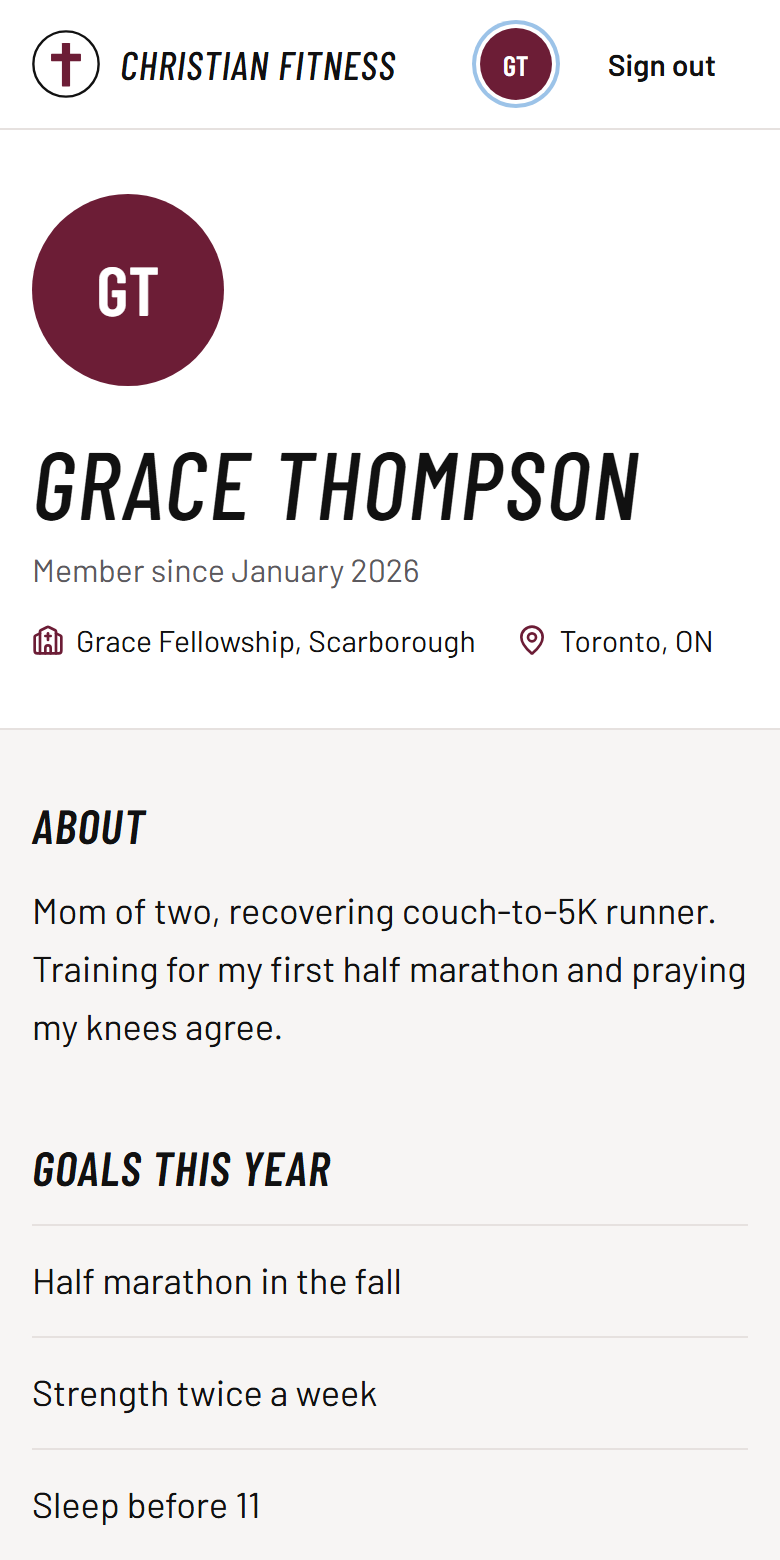 CHRISTIAN FITNESS
GT
Sign out
GT
GRACE THOMPSON
Member since January 2026
Grace Fellowship, Scarborough
Toronto, ON
ABOUT
Mom of two, recovering couch-to-5K runner.
Training for my first half marathon and praying
my knees agree.
GOALS THIS YEAR
Half marathon in the fall
Strength twice a week
Sleep before 11